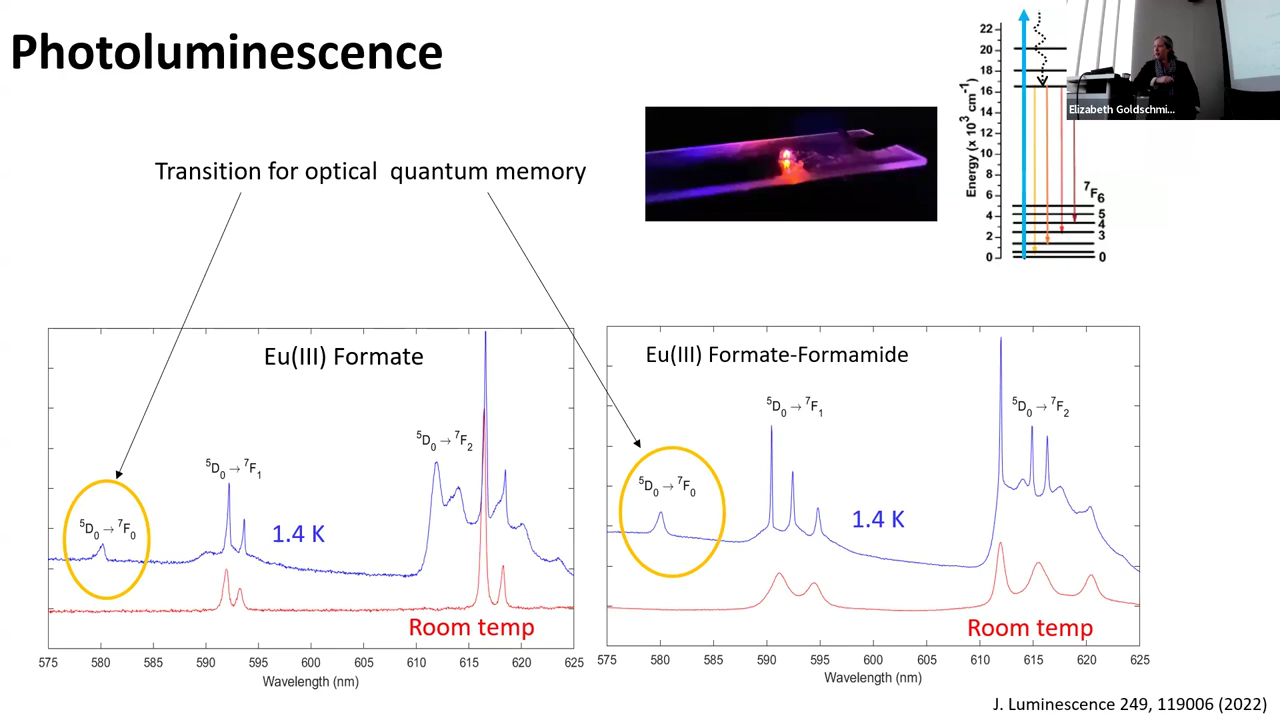 Photoluminescence
Transition for optical quantum memory
Energy (x 10³ cm⁻¹)
22
20
18
16
14
12
10
8
6
4
2
0
⁷F₆
5
4
3
0
Elizabeth Goldschmi...
Eu(III) Formate
⁵D₀→⁷F₀
⁵D₀→⁷F₁
⁵D₀→⁷F₂
1.4 K
Room temp
575 580 585 590 595 600 605 610 615 620 625
Wavelength (nm)
Eu(III) Formate-Formamide
⁵D₀→⁷F₀
⁵D₀→⁷F₁
⁵D₀→⁷F₂
1.4 K
Room temp
575 580 585 590 595 600 605 610 615 620 625
Wavelength (nm)
J. Luminescence 249, 119006 (2022)